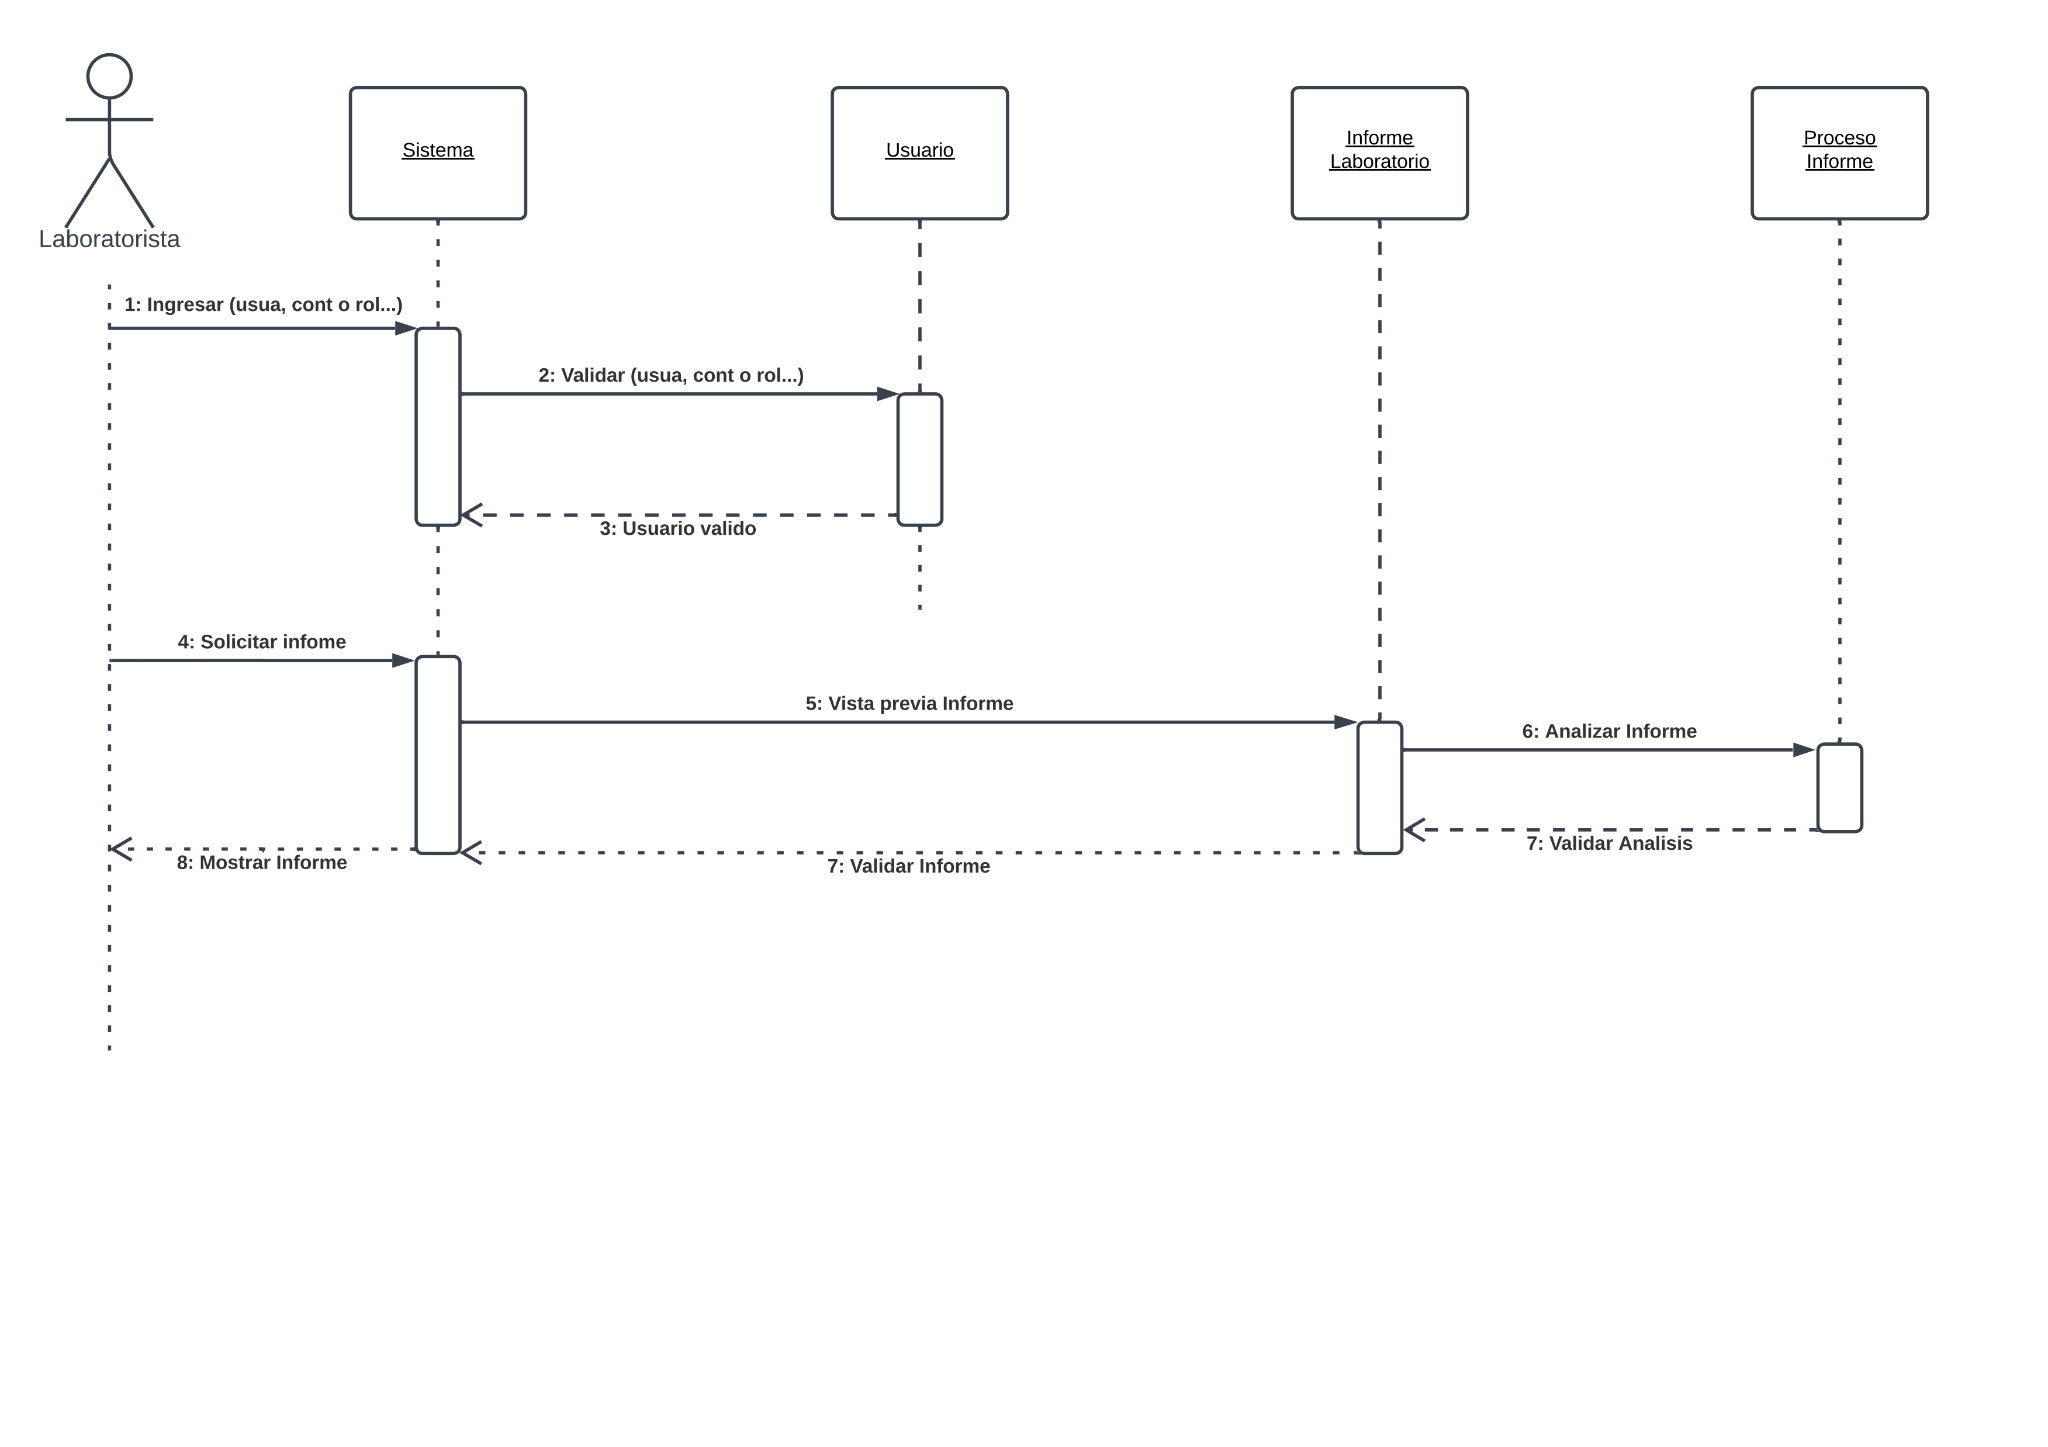 Laboratorista
Sistema
Usuario
Informe
Laboratorio
Proceso
Informe
1: Ingresar (usua, cont o rol...)
2: Validar (usua, cont o rol...)
3: Usuario valido
4: Solicitar infome
5: Vista previa Informe
6: Analizar Informe
7: Validar Analisis
7: Validar Informe
8: Mostrar Informe